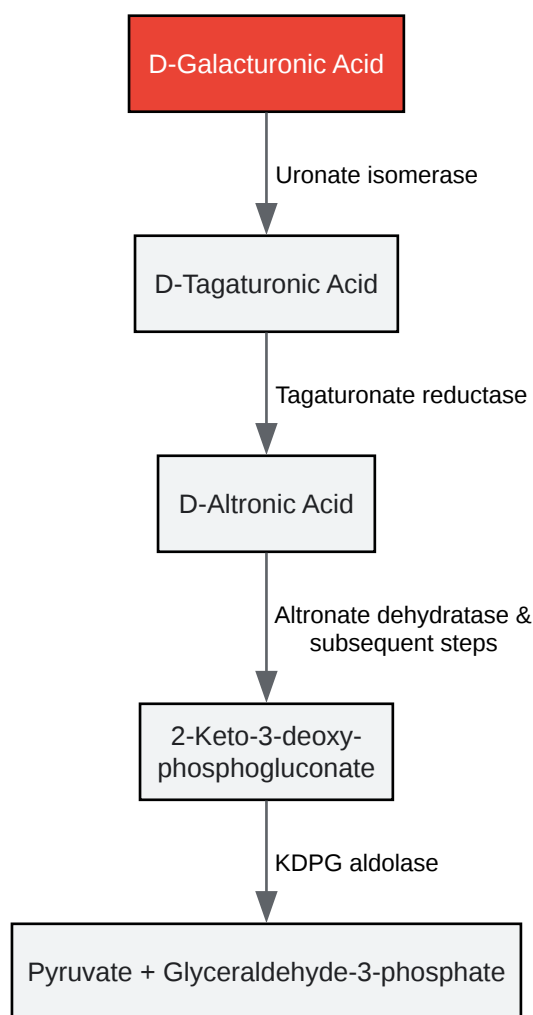 D-Galacturonic Acid
Uronate isomerase
D-Tagaturonic Acid
Tagaturonate reductase
D-Altronic Acid
Altronate dehydratase &
subsequent steps
2-Keto-3-deoxy-
phosphogluconate
KDPG aldolase
Pyruvate + Glyceraldehyde-3-phosphate